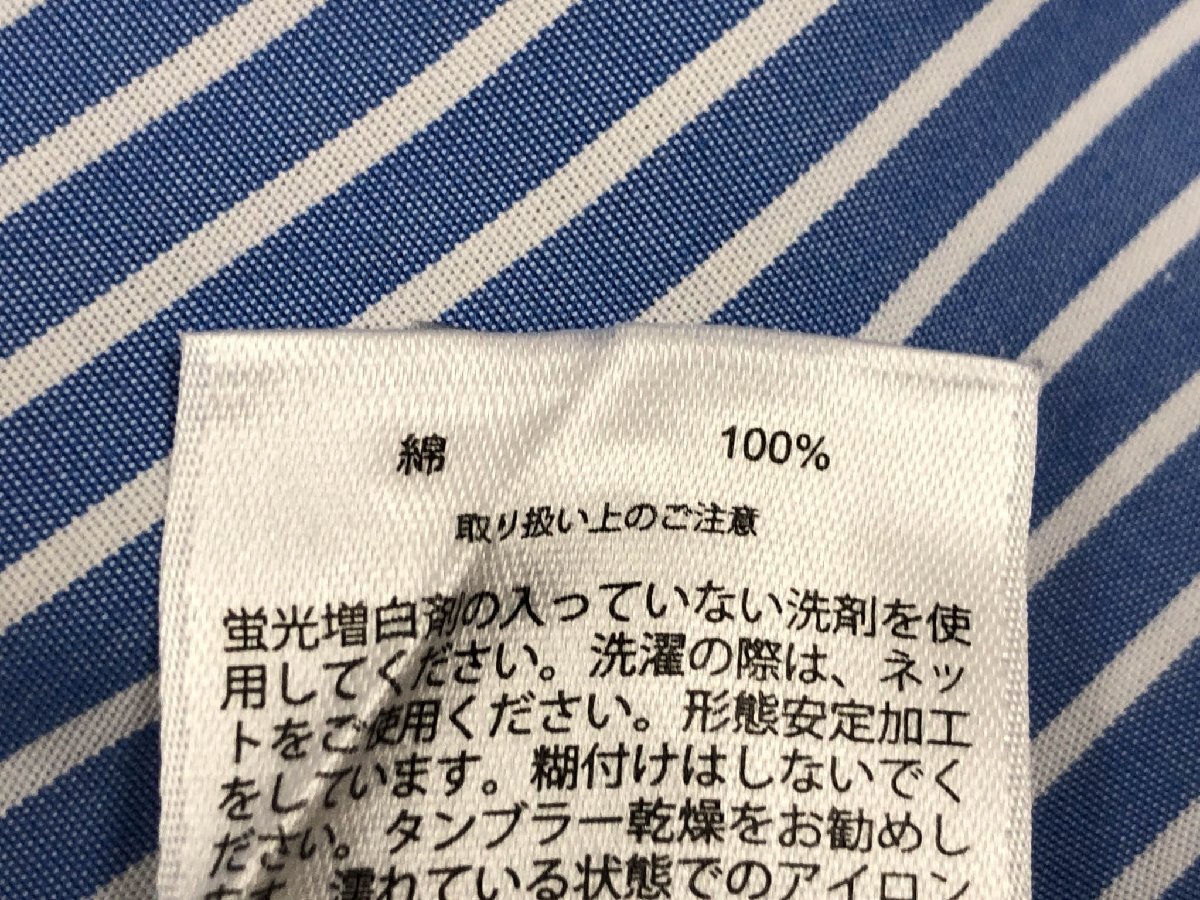 綿 100%
取り扱い上のご注意
蛍光増白剤の入っていない洗剤を使
用してください。洗濯の際は、ネッ
トをご使用ください。形態安定加工
をしています。糊付けはしないでく
ださい。タンブラー乾燥をお勧めし
ます。濡れている状態でのアイロン